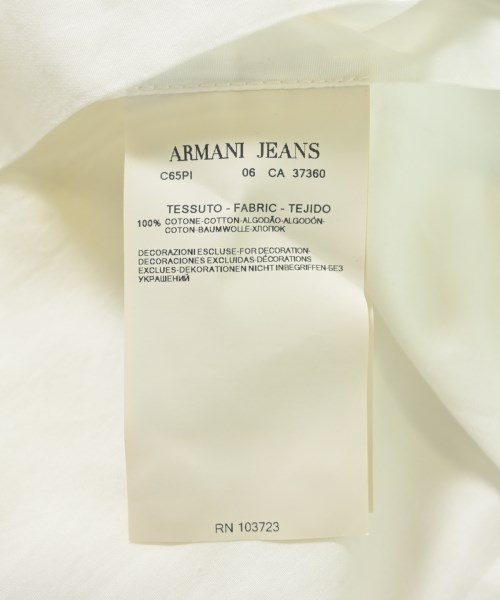 ARMANI JEANS
C65PI 06 CA 37360
TESSUTO - FABRIC - TEJIDO
100% COTONE-COTTON-ALGODÃO-ALGODÓN-
COTON-BAUMWOLLE-ХЛОПОК
DECORAZIONI ESCLUSE-FOR DECORATION-
DECORACIONES EXCLUIDAS-DÉCORATIONS
EXCLUES-DEKORATIONEN NICHT INBEGRIFFEN-БЕЗ
УКРАШЕНИЙ
RN 103723